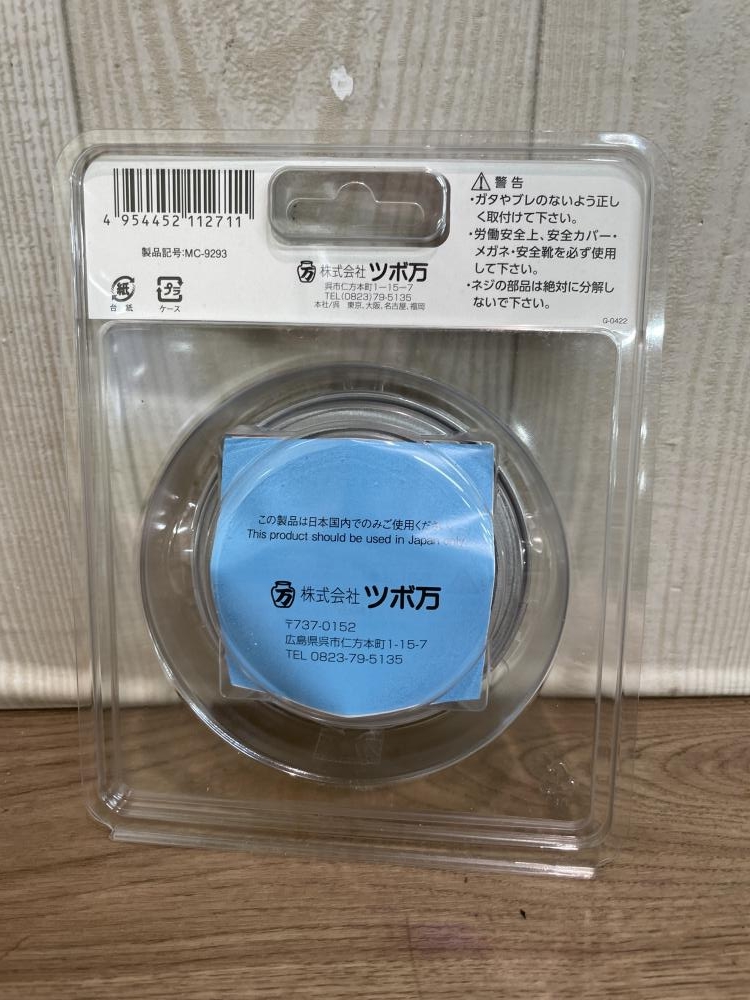 4 954452 112711
製品記号:MC-9293
紙
台 紙
プラ
ケース
万 株式会社 ツボ万
呉市仁方本町1-15-7
TEL(0823)79-5135
本社/呉 東京、大阪、名古屋、福岡
警告
・ガタやブレのないよう正し
く取付けて下さい。
・労働安全上、安全カバー・
メガネ・安全靴を必ず使用
して下さい。
・ネジの部品は絶対に分解し
ないで下さい。
G-0422
この製品は日本国内でのみご使用くださ
This product should be used in Japan only.
万 株式会社 ツボ万
〒737-0152
広島県呉市仁方本町1-15-7
TEL 0823-79-5135